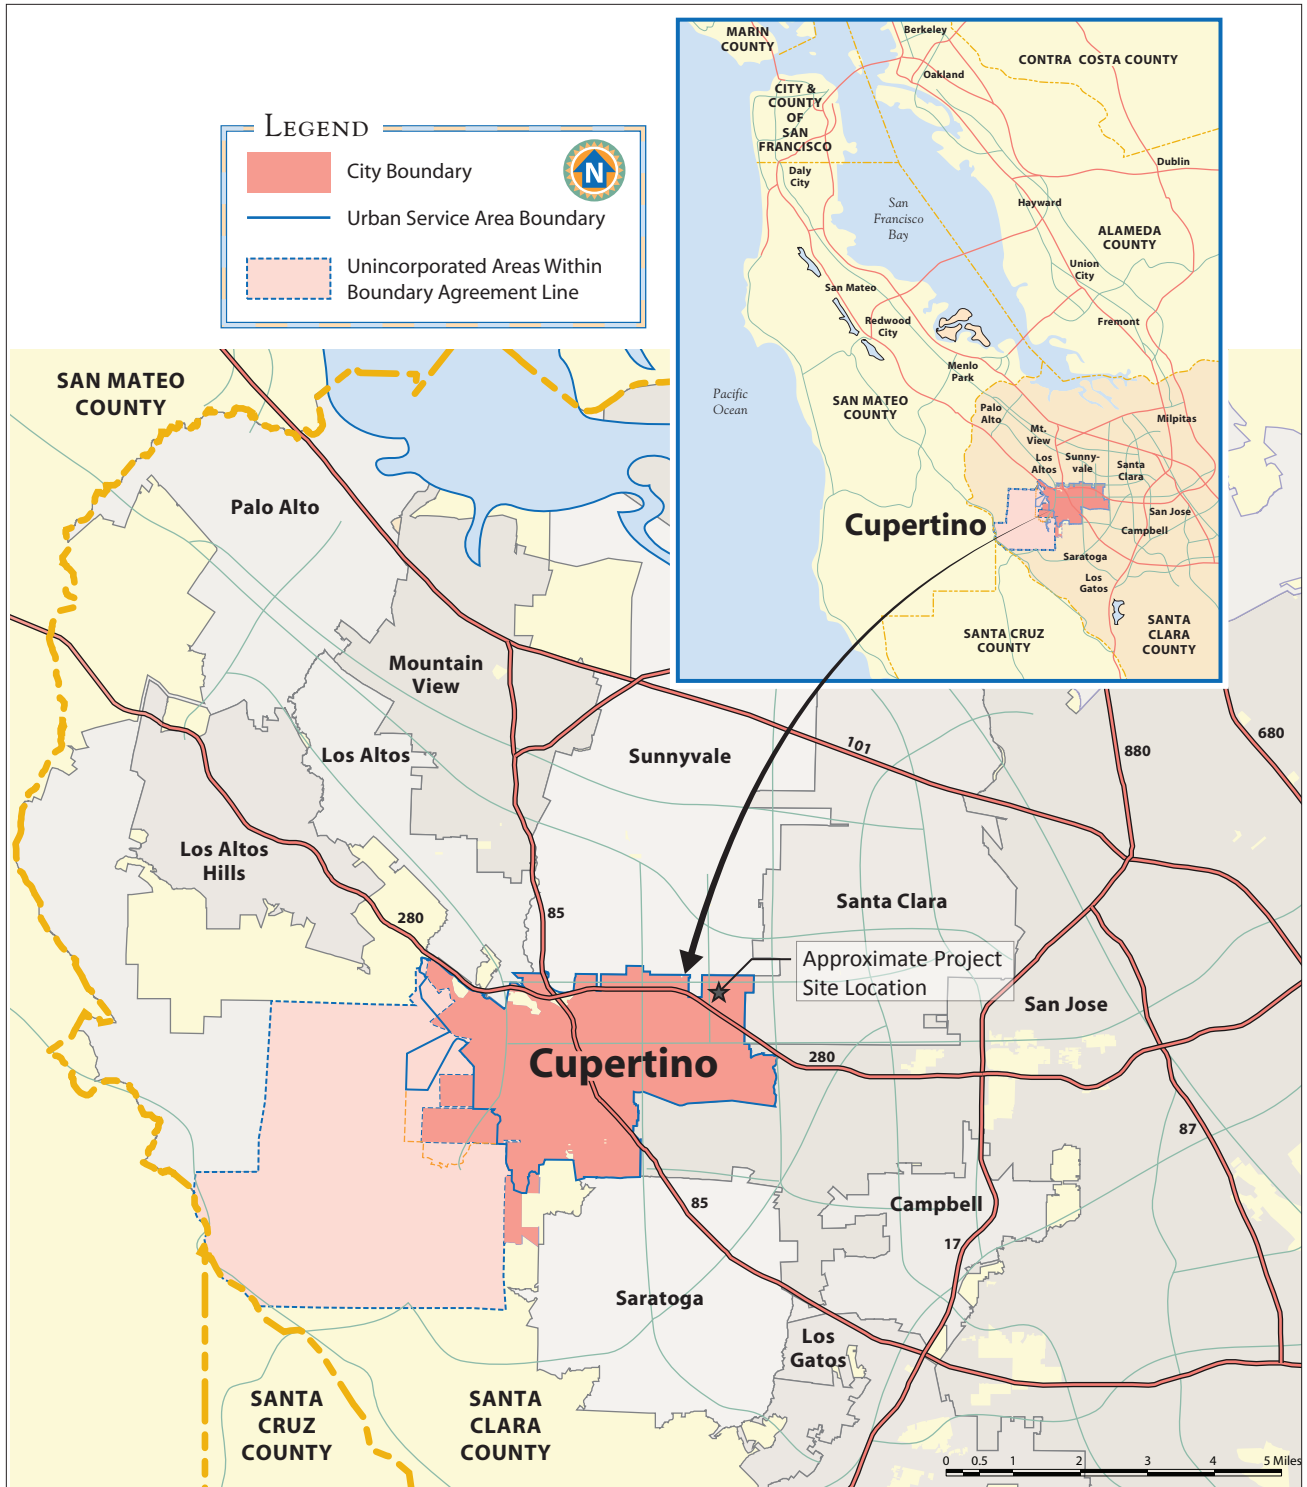 LEGEND
N
City Boundary
Urban Service Area Boundary
Unincorporated Areas Within
Boundary Agreement Line
MARIN
COUNTY
Berkeley
CONTRA COSTA COUNTY
Oakland
CITY &
COUNTY
OF
SAN
FRANCISCO
Daly
City
Dublin
San
Francisco
Bay
Hayward
ALAMEDA
COUNTY
Union
City
San Mateo
Redwood
City
Fremont
Menlo
Park
Pacific
Ocean
SAN MATEO
COUNTY
Palo
Alto
Milpitas
Mt.
View
Los
Altos
Sunny-
vale
Santa
Clara
San Jose
Cupertino
Campbell
Saratoga
Los
Gatos
SANTA CRUZ
COUNTY
SANTA
CLARA
COUNTY
SAN MATEO
COUNTY
Palo Alto
Mountain
View
Los Altos
Sunnyvale
101
880
680
Los Altos
Hills
Santa Clara
280
85
Approximate Project
Site Location
San Jose
Cupertino
280
87
85
Campbell
17
Saratoga
Los
Gatos
SANTA
CRUZ
COUNTY
SANTA
CLARA
COUNTY
0 0.5 1 2 3 4 5 Miles